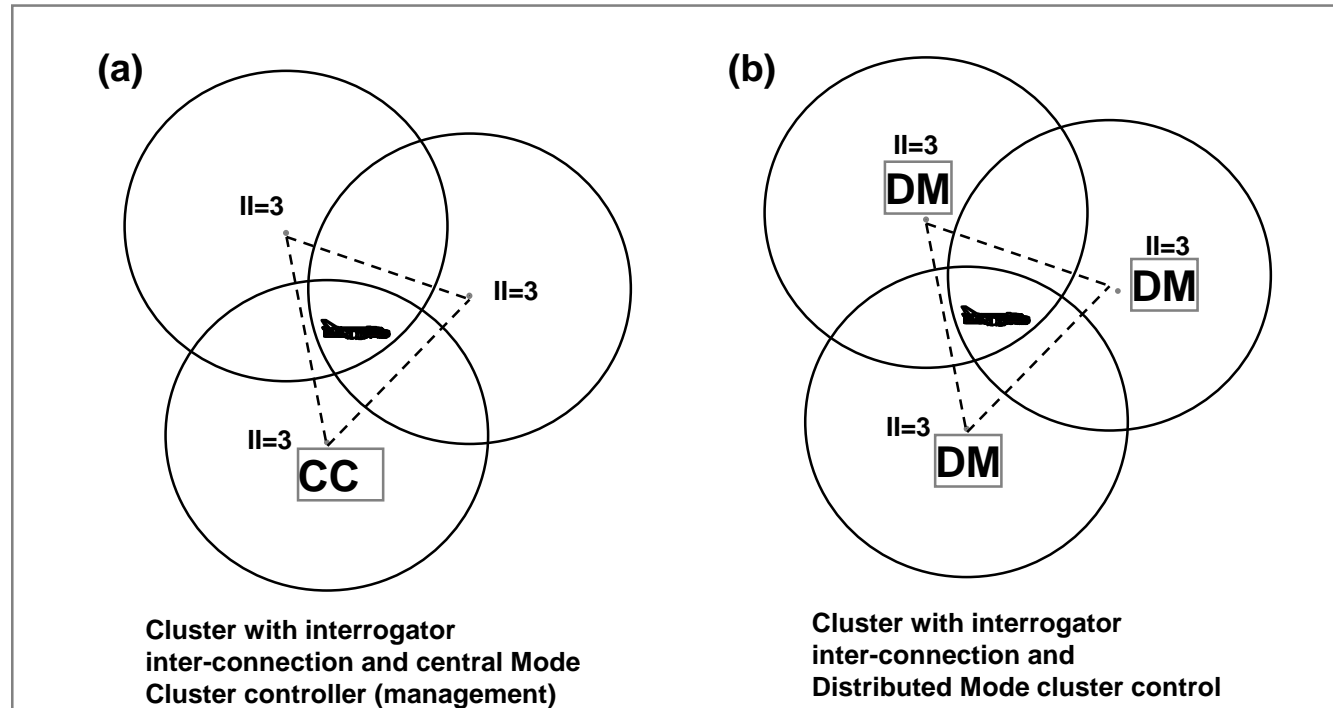 (a)
II=3
II=3
II=3
CC
Cluster with interrogator
inter-connection and central Mode
Cluster controller (management)
(b)
II=3
DM
II=3
DM
II=3
DM
Cluster with interrogator
inter-connection and
Distributed Mode cluster control